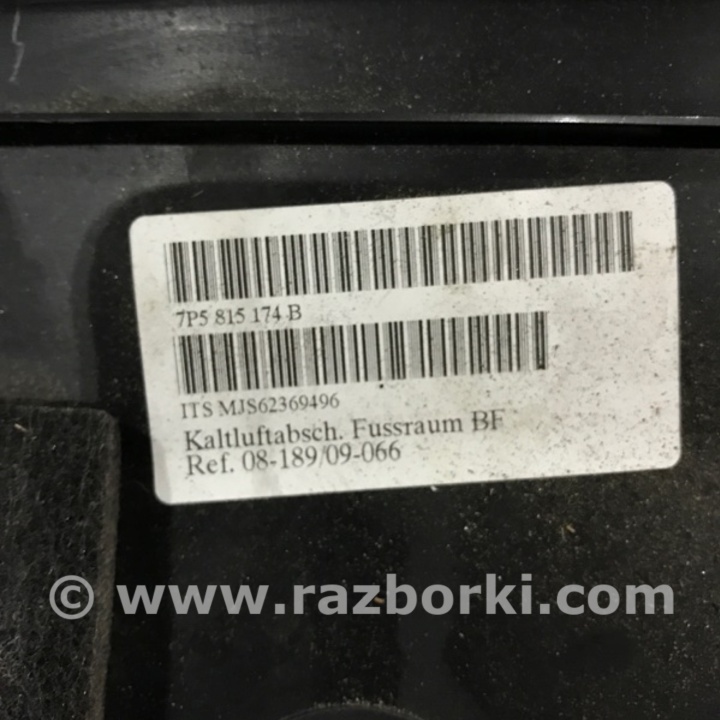 7P5 815 174 B
ITS MJS62369496
Kaltluftabsch. Fussraum BF
Ref. 08-189/09-066
© www.razborki.com